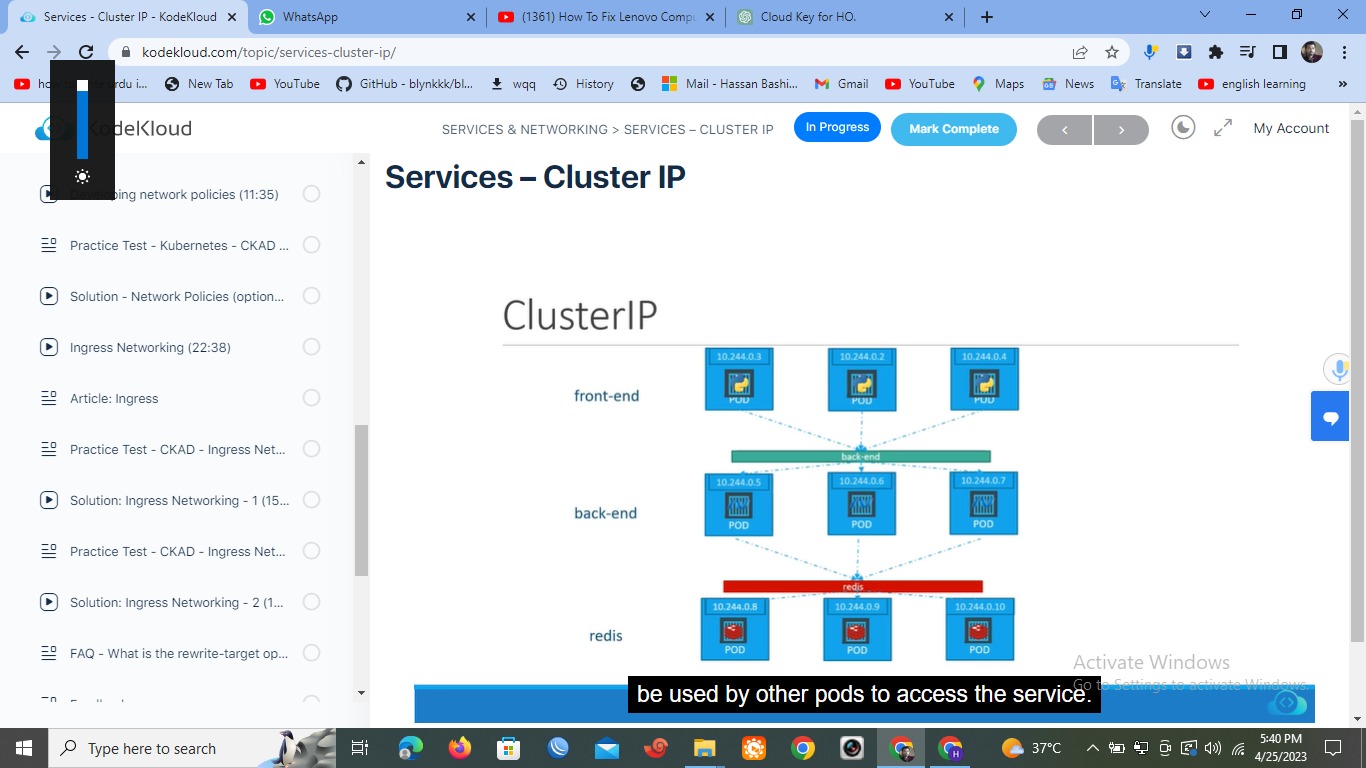 Services - Cluster IP - KodeKloud
WhatsApp
(1361) How To Fix Lenovo Compu
Cloud Key for HO.
kodekloud.com/topic/services-cluster-ip/
New Tab
YouTube
GitHub - blynkkk/bl...
wqq
History
Mail - Hassan Bashi...
Gmail
YouTube
Maps
News
Translate
english learning
»
KodeKloud
SERVICES & NETWORKING > SERVICES – CLUSTER IP
In Progress
Mark Complete
My Account
Services – Cluster IP
Developing network policies (11:35)
Practice Test - Kubernetes - CKAD ...
Solution - Network Policies (option...
Ingress Networking (22:38)
Article: Ingress
Practice Test - CKAD - Ingress Net...
Solution: Ingress Networking - 1 (15...
Practice Test - CKAD - Ingress Net...
Solution: Ingress Networking - 2 (1...
FAQ - What is the rewrite-target op...
ClusterIP
10.244.0.3
10.244.0.2
10.244.0.4
front-end
POD
POD
POD
back-end
10.244.0.5
10.244.0.6
10.244.0.7
back-end
POD
POD
POD
redis
10.244.0.8
10.244.0.9
10.244.0.10
redis
POD
POD
POD
Activate Windows
Go to Settings to activate Windows.
be used by other pods to access the service.
Type here to search
H
37°C
5:40 PM
4/25/2023